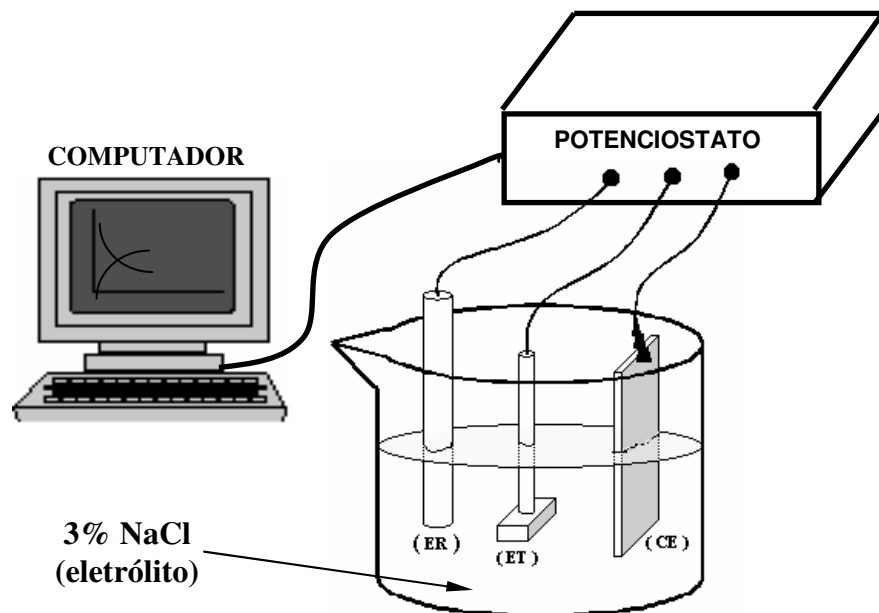 POTENCIOSTATO
COMPUTADOR
(ER)
(ET)
(CE)
3% NaCl
(eletrólito)